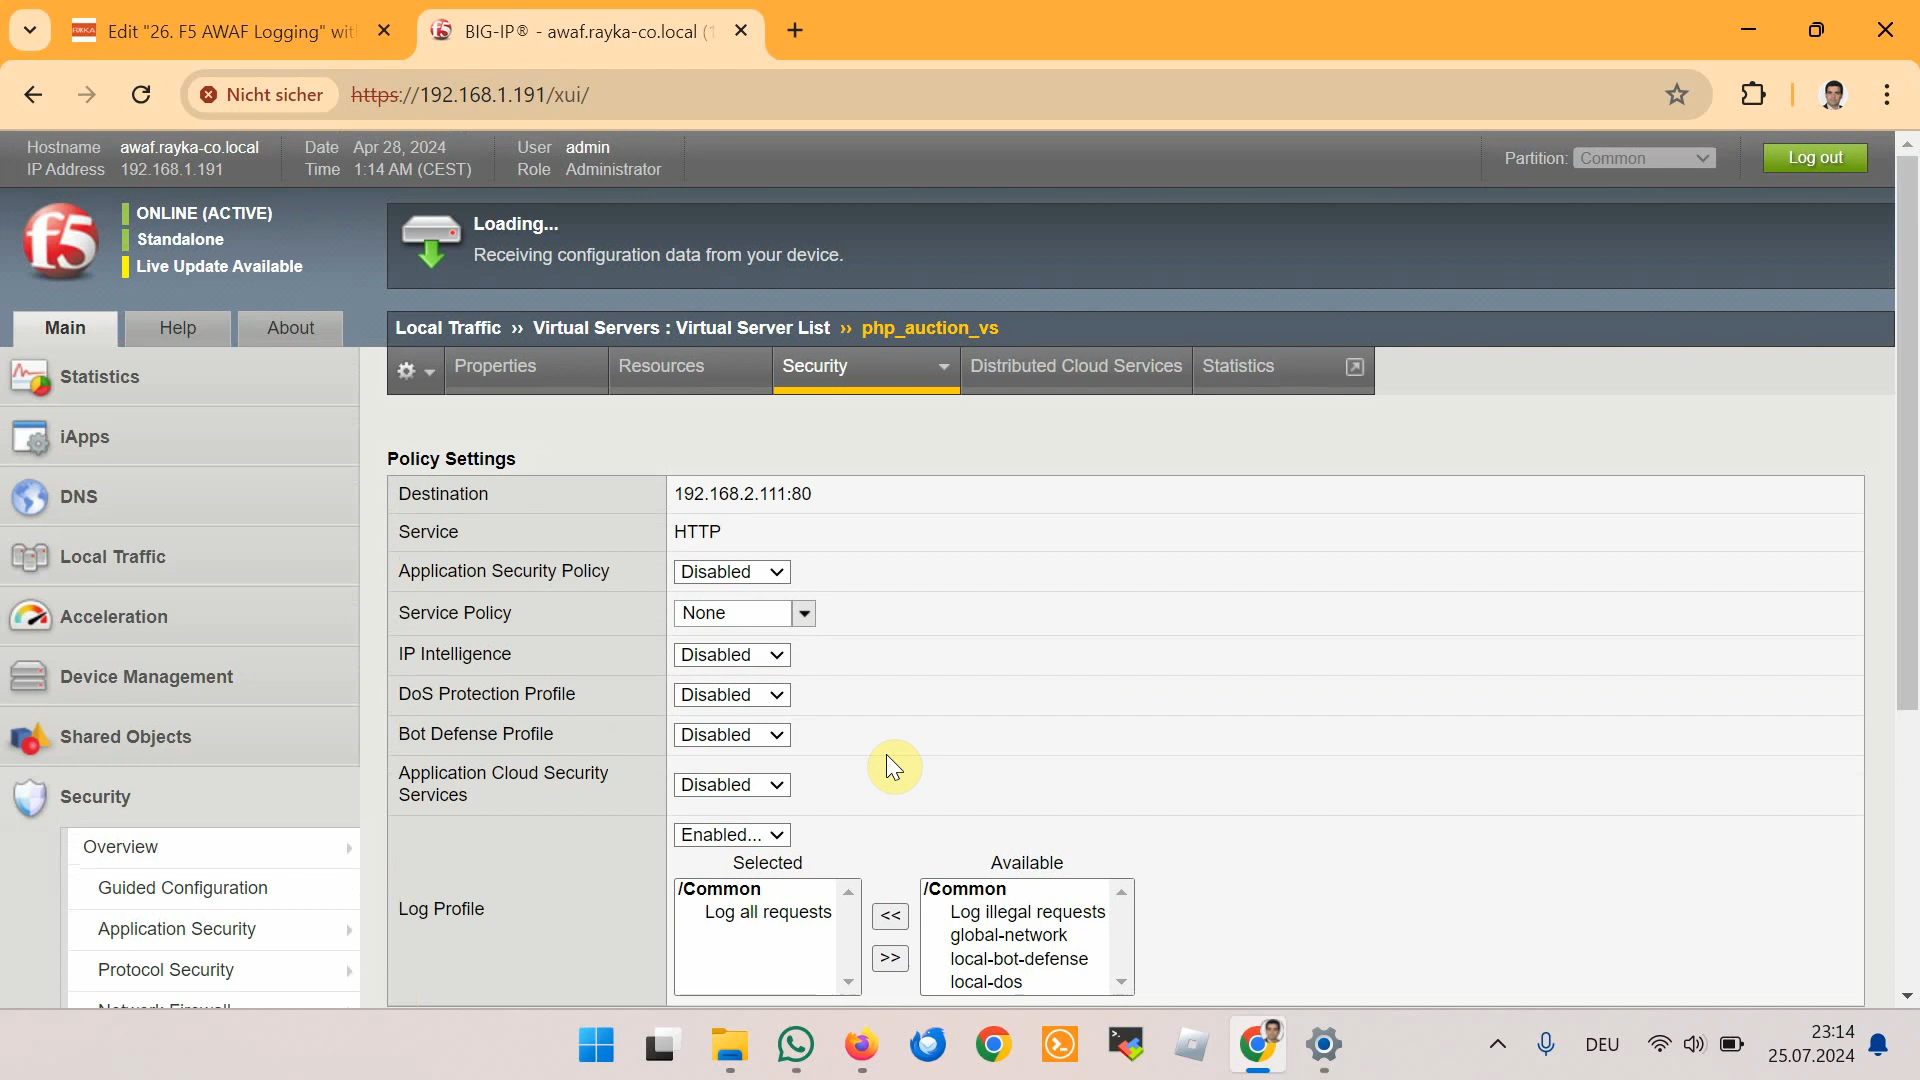 Edit "26. F5 AWAF Logging" wit
BIG-IP® - awaf.rayka-co.local (1
Nicht sicher
https://192.168.1.191/xui/
Hostname awaf.rayka-co.local
IP Address 192.168.1.191
Date Apr 28, 2024
Time 1:14 AM (CEST)
User admin
Role Administrator
Partition: Common
Log out
f5
ONLINE (ACTIVE)
Standalone
Live Update Available
Loading...
Receiving configuration data from your device.
Main
Help
About
Local Traffic ›› Virtual Servers : Virtual Server List ›› php_auction_vs
Properties
Resources
Security
Distributed Cloud Services
Statistics
Statistics
iApps
DNS
Local Traffic
Acceleration
Device Management
Shared Objects
Security
Overview
Guided Configuration
Application Security
Protocol Security
Policy Settings
Destination 192.168.2.111:80
Service HTTP
Application Security Policy Disabled
Service Policy None
IP Intelligence Disabled
DoS Protection Profile Disabled
Bot Defense Profile Disabled
Application Cloud Security
Services
Disabled
Log Profile
Enabled...
Selected
Available
/Common
Log all requests
<<
>>
/Common
Log illegal requests
global-network
local-bot-defense
local-dos
DEU
23:14
25.07.2024